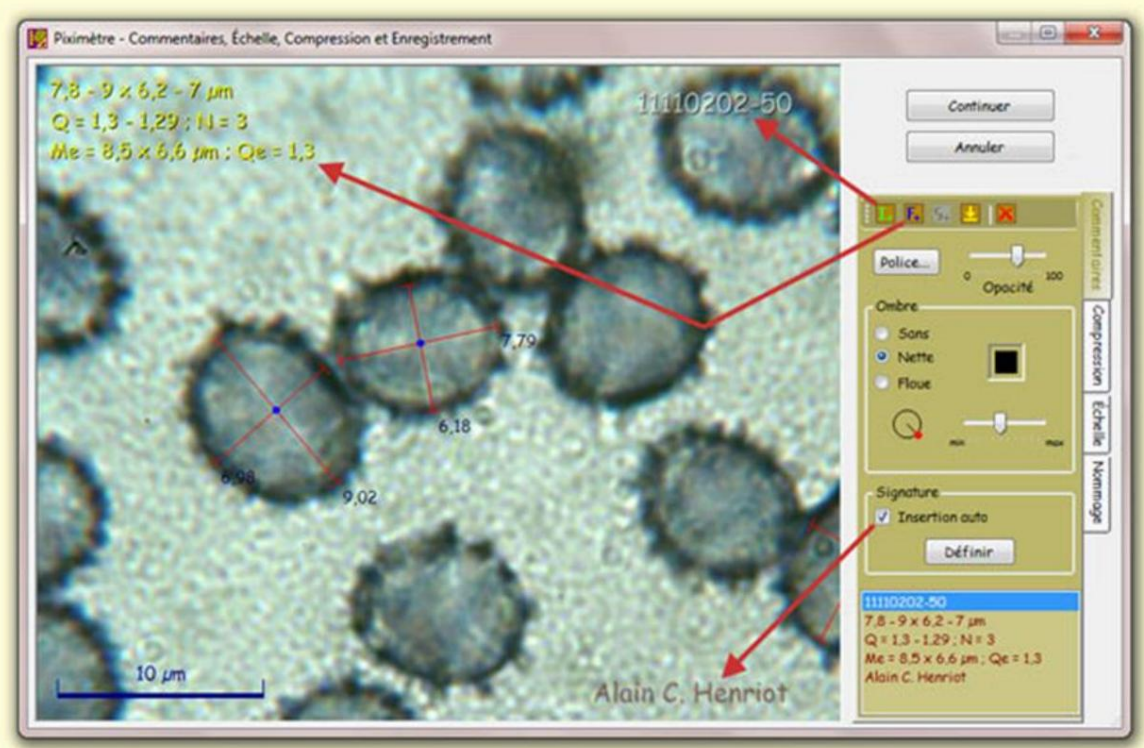 Piximètre - Commentaires, Échelle, Compression et Enregistrement
7,8 - 9 x 6,2 - 7 µm
Q = 1,3 - 1,29 ; N = 3
Me = 8,5 x 6,6 µm ; Qe = 1,3
11110202-50
7,79
6,18
6,98
9,02
10 µm
Alain C. Henriot
Continuer
Annuler
Police...
0
100
Opacité
Ombre
Sans
Nette
Floue
min
max
Signature
Insertion auto
Définir
11110202-50
7,8 - 9 x 6,2 - 7 µm
Q = 1,3 - 1,29 ; N = 3
Me = 8,5 x 6,6 µm ; Qe = 1,3
Alain C. Henriot
Commentaires
Compression
Échelle
Nommage